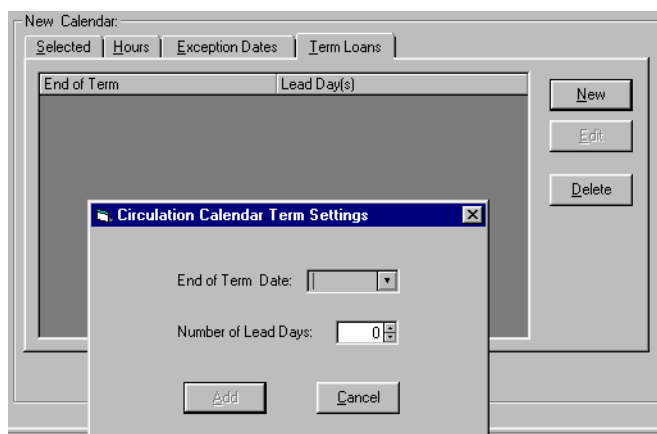 New Calendar:
Selected Hours Exception Dates Term Loans
End of Term Lead Day(s)
New
Edit
Delete
Circulation Calendar Term Settings
End of Term Date:
Number of Lead Days: 0
Add Cancel